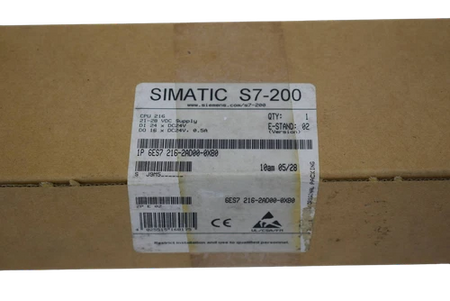 SIMATIC S7-200
www.siemens.com/s7-200
CPU 216
21-28 VDC Supply
DI 24 x DC24V
DO 16 x DC24V, 0.5A
QTY: 1
E-STAND: 02
(Version)
1P 6ES7 216-2AD00-0XB0
10am 05/28
6ES7 216-2AD00-0XB0
CE